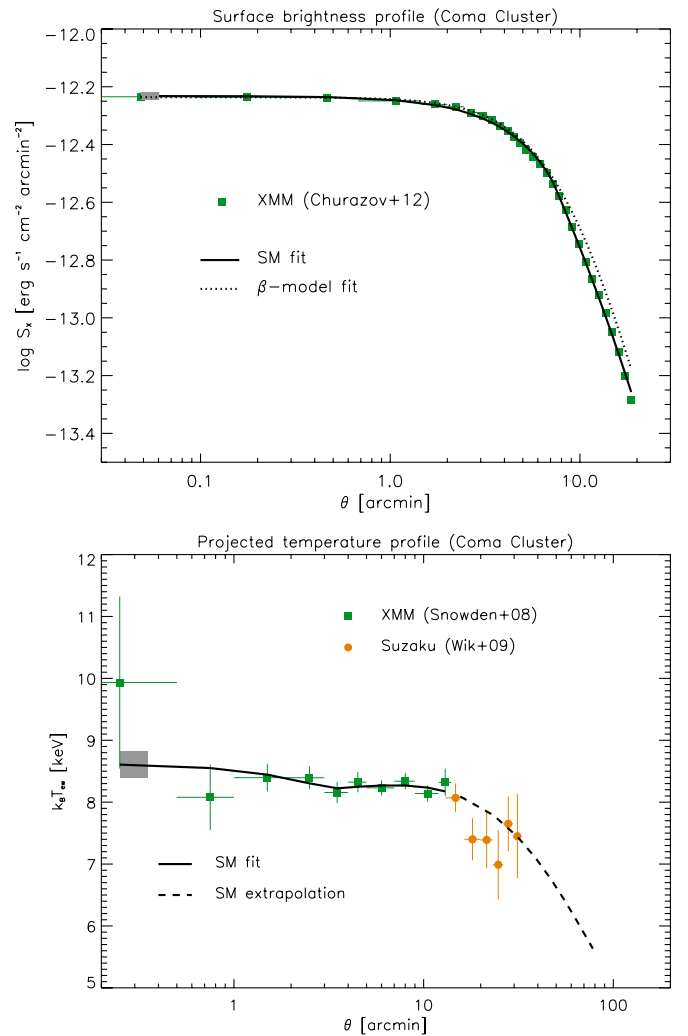 Surface brightness profile (Coma Cluster)
−12.0
−12.2
−12.4
−12.6
−12.8
−13.0
−13.2
−13.4
log Sₓ [erg s⁻¹ cm⁻² arcmin⁻²]
XMM (Churazov+12)
SM fit
β−model fit
0.1 1.0 10.0
θ [arcmin]
Projected temperature profile (Coma Cluster)
12
11
10
9
8
7
6
5
k_B T_ew [keV]
XMM (Snowden+08)
Suzaku (Wik+09)
SM fit
SM extrapolation
1 10 100
θ [arcmin]